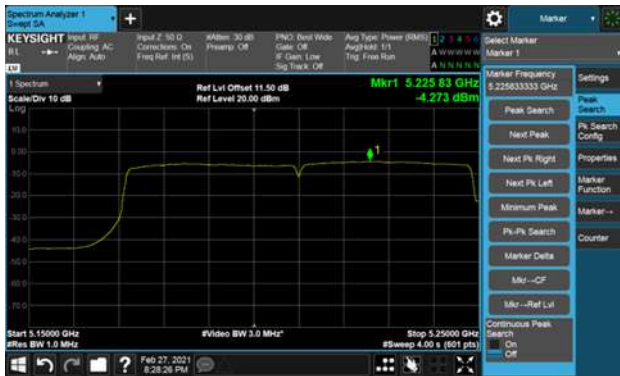 Spectrum Analyzer 1
Swept SA
+
Marker
KEYSIGHT Input: RF
RL Coupling: AC
Align: Auto
Input Z: 50 Ω
Corrections: On
Freq Ref: Int (S)
#Atten: 30 dB
Preamp: Off
PNO: Best Wide
Gate: Off
IF Gain: Low
Sig Track: Off
Avg Type: Power (RMS)
Avg|Hold: 1/1
Trig: Free Run
1 2 3 4 5 6
A W W W W W
A N N N N N
Select Marker
Marker 1
1 Spectrum
Scale/Div 10 dB
Log
Ref Lvl Offset 11.50 dB
Ref Level 20.00 dBm
Mkr1 5.225 83 GHz
-4.273 dBm
1
10.0
0.00
-10.0
-20.0
-30.0
-40.0
-50.0
-60.0
-70.0
Start 5.15000 GHz
#Res BW 1.0 MHz
#Video BW 3.0 MHz*
Stop 5.25000 GHz
#Sweep 4.00 s (601 pts)
Marker Frequency
5.225833333 GHz
Peak Search
Next Peak
Next Pk Right
Next Pk Left
Minimum Peak
Pk-Pk Search
Marker Delta
Mkr→CF
Mkr→Ref Lvl
Continuous Peak
Search
On
Off
Settings
Peak
Search
Pk Search
Config
Properties
Marker
Function
Marker→
Counter
?
Feb 27, 2021
8:28:26 PM